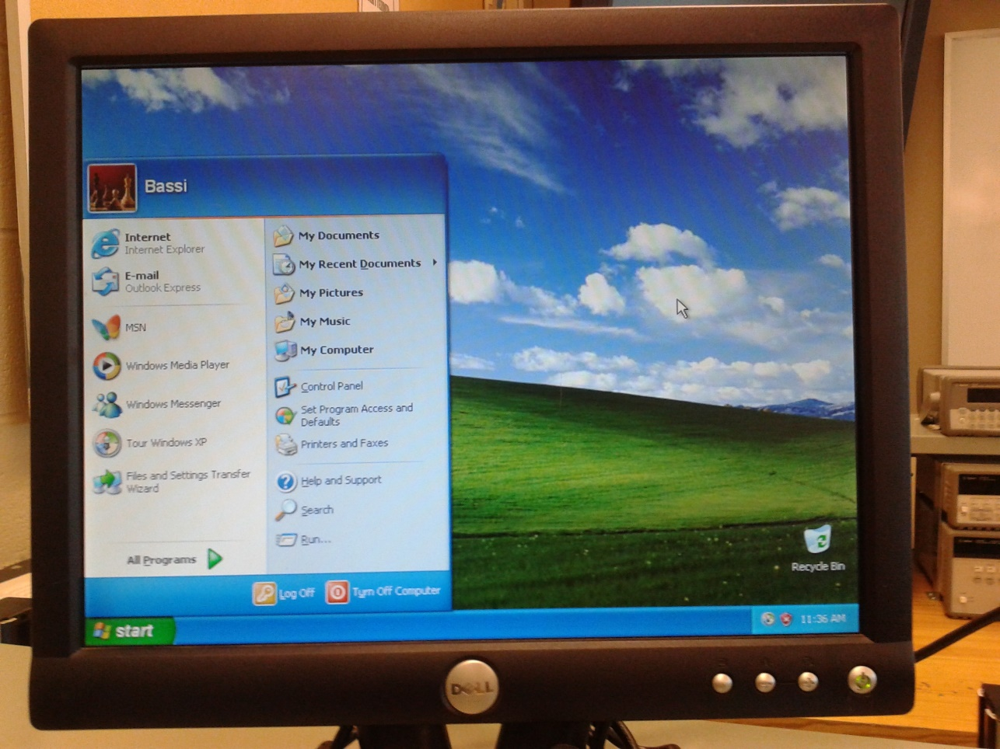 Bassi
Internet
Internet Explorer
E-mail
Outlook Express
MSN
Windows Media Player
Windows Messenger
Tour Windows XP
Files and Settings Transfer
Wizard
All Programs
My Documents
My Recent Documents
My Pictures
My Music
My Computer
Control Panel
Set Program Access and
Defaults
Printers and Faxes
Help and Support
Search
Run...
Log Off
Turn Off Computer
Recycle Bin
start
11:36 AM
DELL